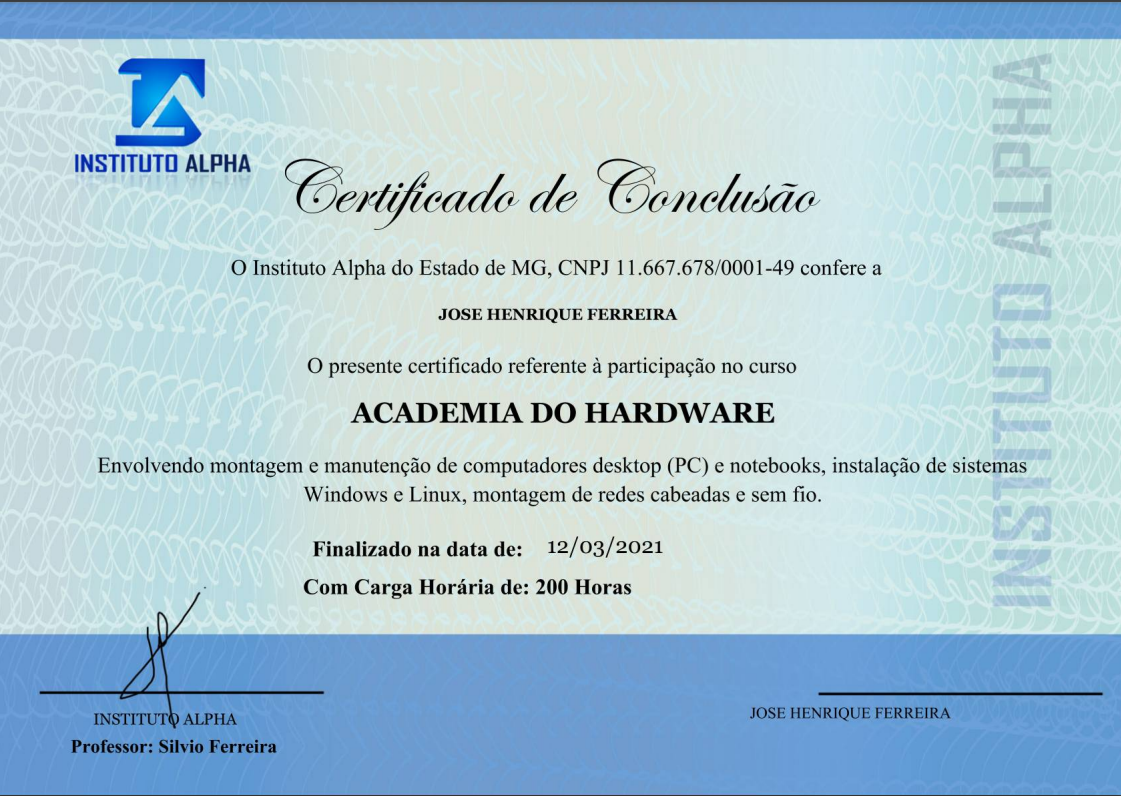 INSTITUTO ALPHA
Certificado de Conclusão
O Instituto Alpha do Estado de MG, CNPJ 11.667.678/0001-49 confere a
JOSE HENRIQUE FERREIRA
O presente certificado referente à participação no curso
ACADEMIA DO HARDWARE
Envolvendo montagem e manutenção de computadores desktop (PC) e notebooks, instalação de sistemas
Windows e Linux, montagem de redes cabeadas e sem fio.
Finalizado na data de: 12/03/2021
Com Carga Horária de: 200 Horas
INSTITUTO ALPHA
INSTITUTO ALPHA
Professor: Silvio Ferreira
JOSE HENRIQUE FERREIRA